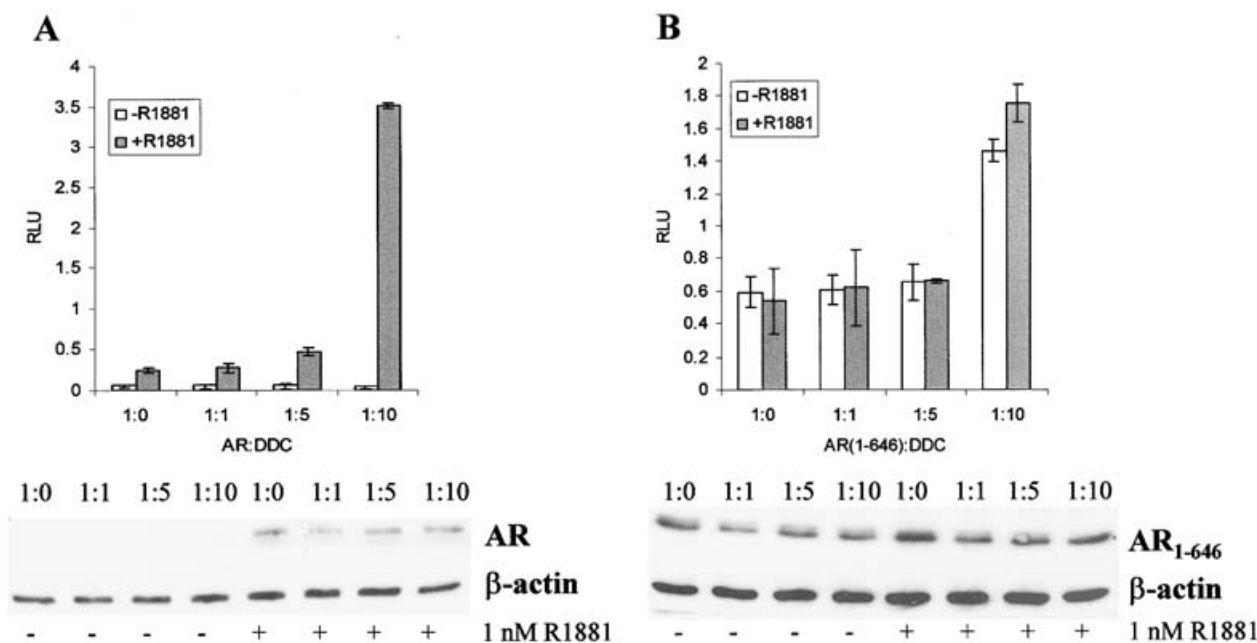 A
4
3.5
3
2.5
2
1.5
1
0.5
0
RLU
-R1881
+R1881
1:0 1:1 1:5 1:10
AR:DDC
1:0 1:1 1:5 1:10 1:0 1:1 1:5 1:10
AR
β-actin
- - - - + + + + 1 nM R1881
B
2
1.8
1.6
1.4
1.2
1
0.8
0.6
0.4
0.2
0
RLU
-R1881
+R1881
1:0 1:1 1:5 1:10
AR(1-646):DDC
1:0 1:1 1:5 1:10 1:0 1:1 1:5 1:10
AR1-646
β-actin
- - - - + + + + 1 nM R1881